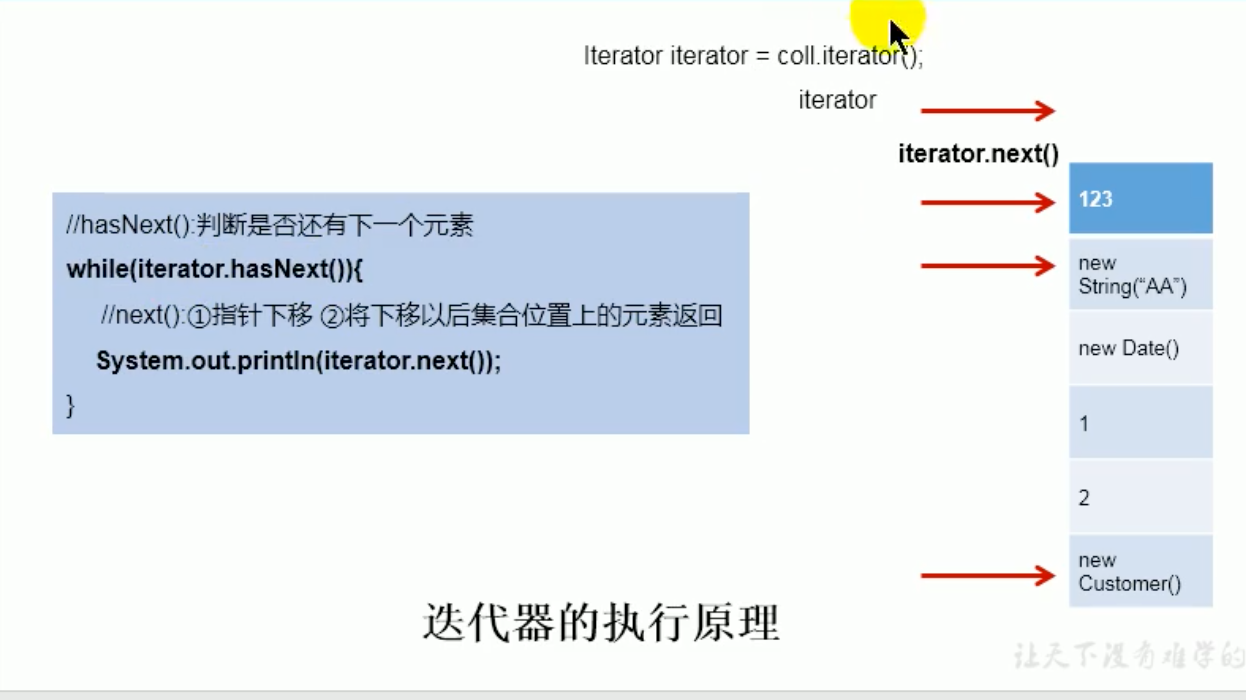 Iterator iterator = coll.iterator();
iterator
iterator.next()
//hasNext():判断是否还有下一个元素
while(iterator.hasNext()){
//next():①指针下移 ②将下移以后集合位置上的元素返回
System.out.println(iterator.next());
}
123
new
String(“AA”)
new Date()
1
2
new
Customer()
迭代器的执行原理
让天下没有难学的